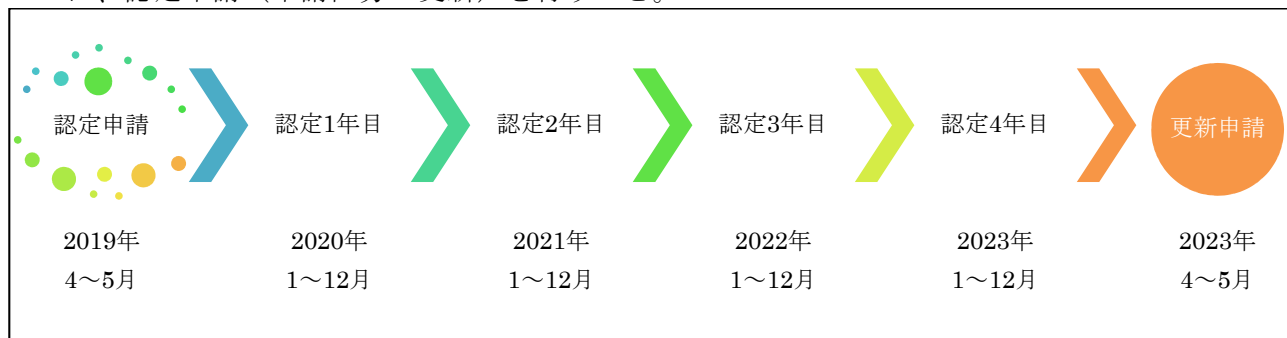 認定申請
認定1年目
認定2年目
認定3年目
認定4年目
更新申請
2019年
4～5月
2020年
1～12月
2021年
1～12月
2022年
1～12月
2023年
1～12月
2023年
4～5月